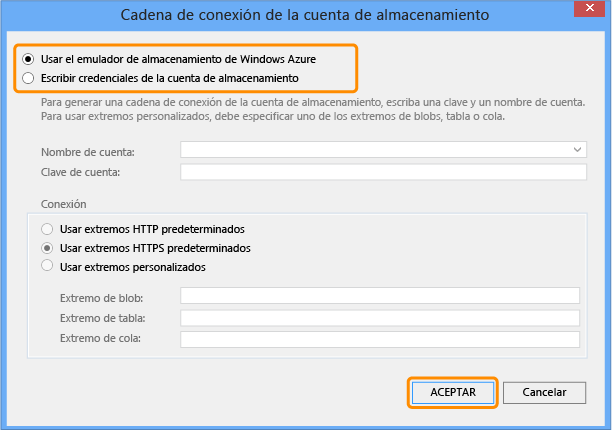 Cadena de conexión de la cuenta de almacenamiento
Usar el emulador de almacenamiento de Windows Azure
Escribir credenciales de la cuenta de almacenamiento
Para generar una cadena de conexión de la cuenta de almacenamiento, escriba una clave y un nombre de cuenta.
Para usar extremos personalizados, debe especificar uno de los extremos de blobs, tabla o cola.
Nombre de cuenta:
Clave de cuenta:
Conexión
Usar extremos HTTP predeterminados
Usar extremos HTTPS predeterminados
Usar extremos personalizados
Extremo de blob:
Extremo de tabla:
Extremo de cola:
ACEPTAR Cancelar